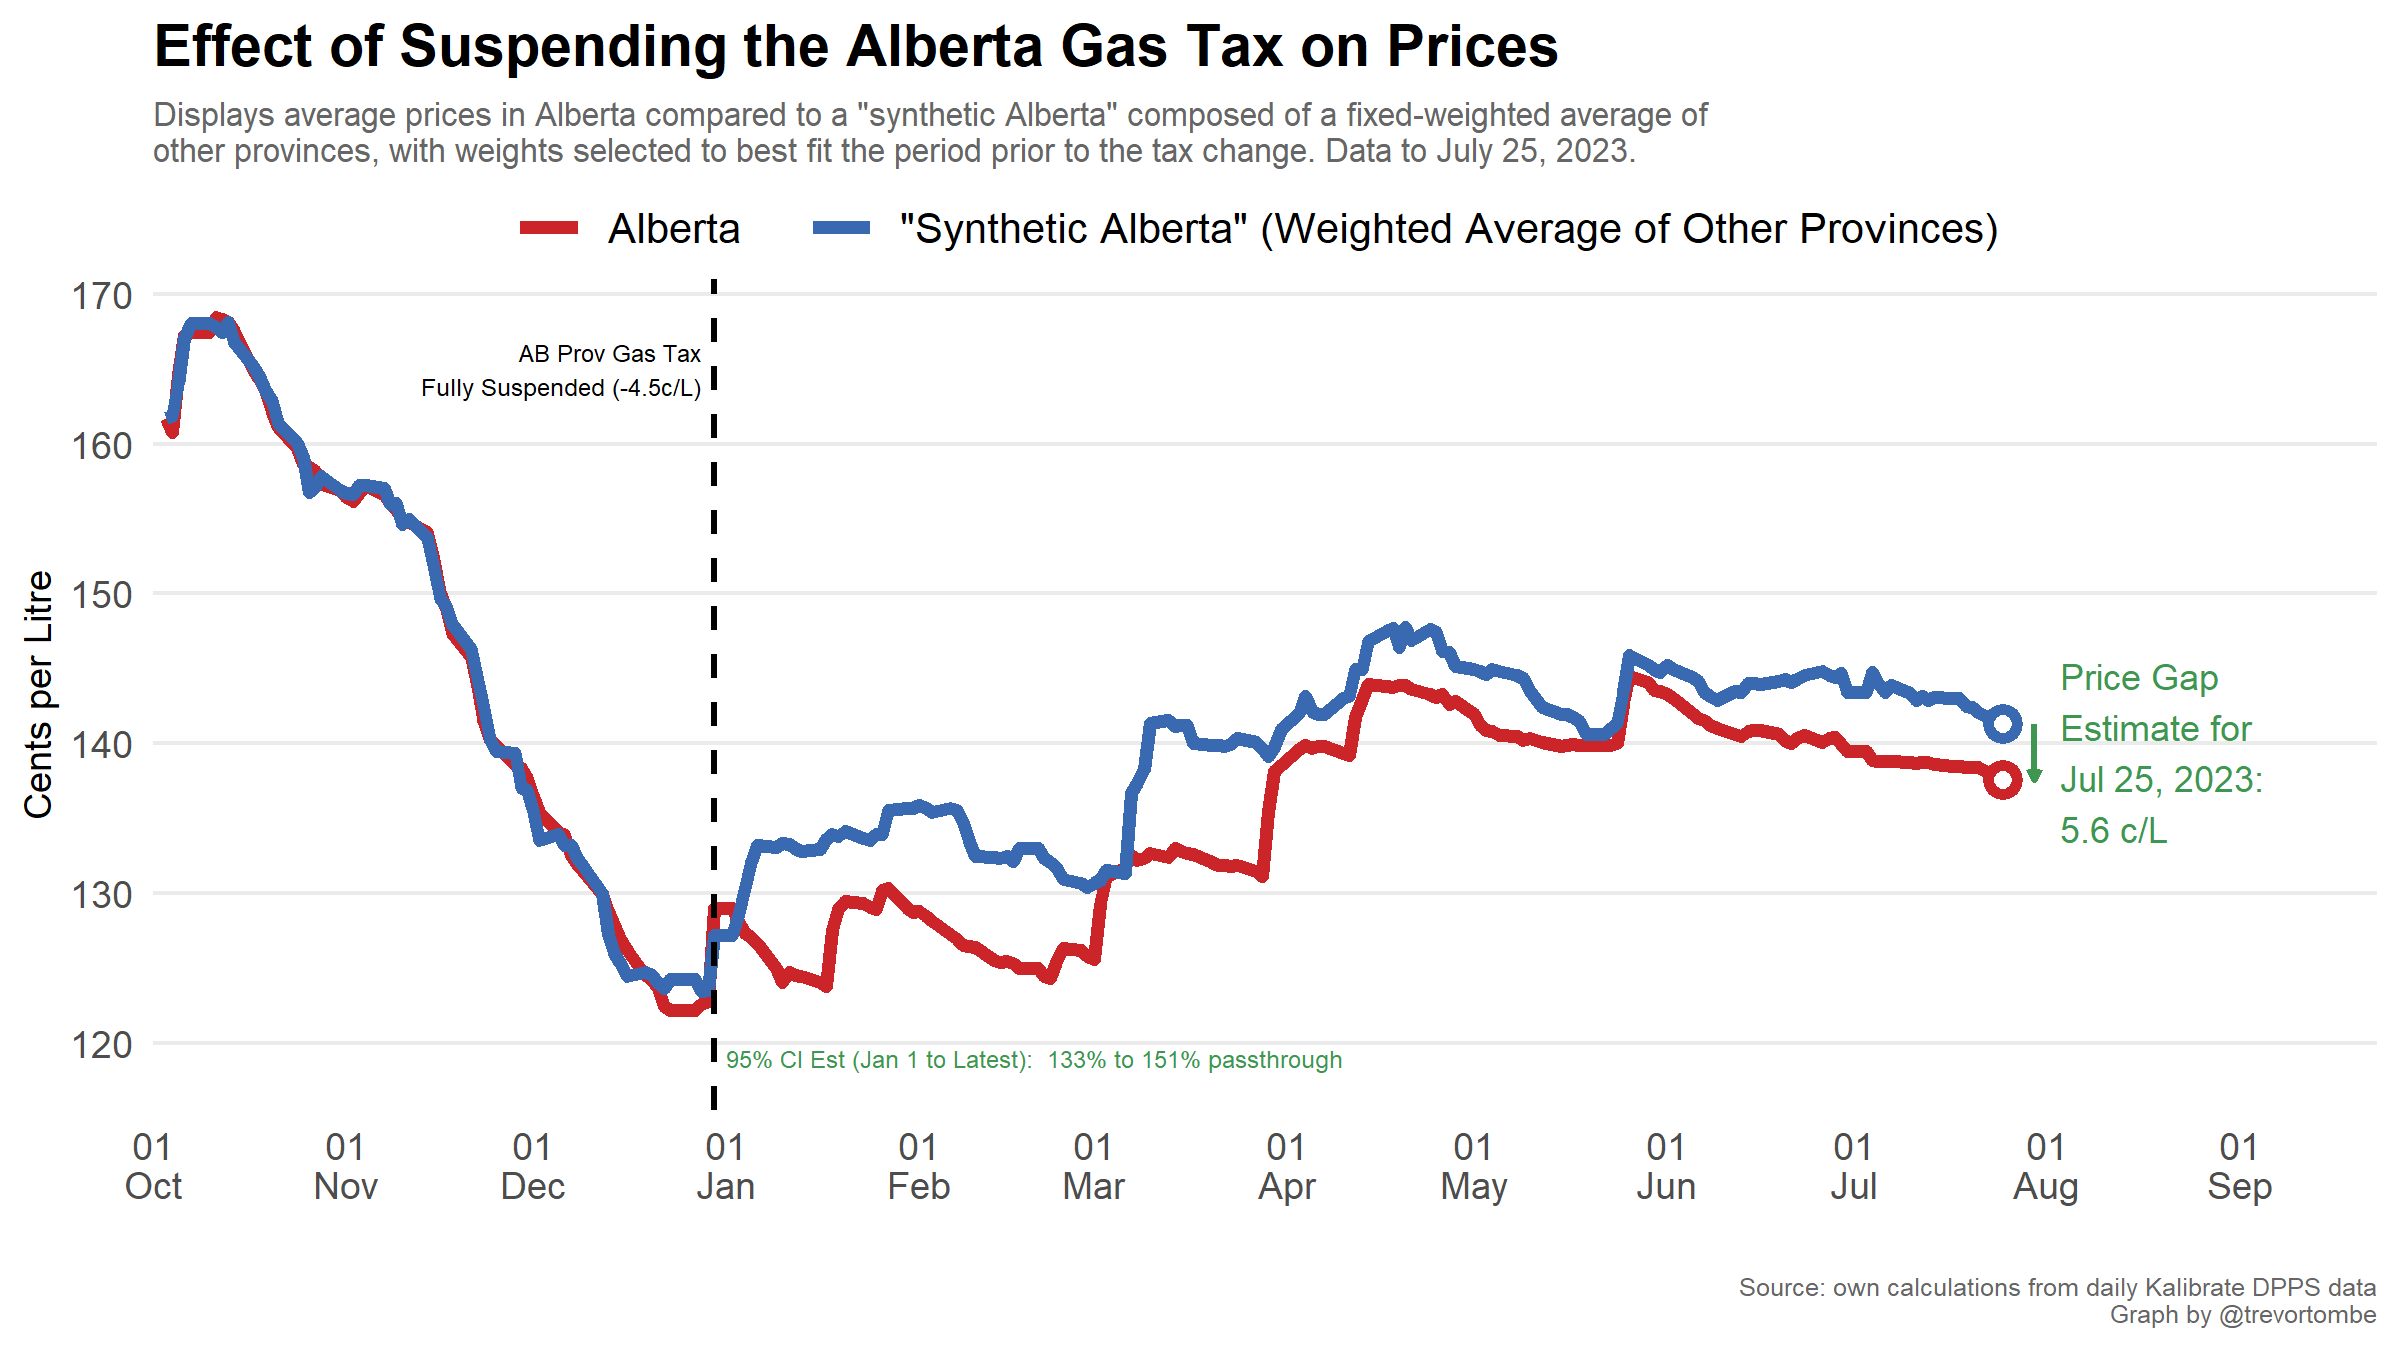 Effect of Suspending the Alberta Gas Tax on Prices
Displays average prices in Alberta compared to a "synthetic Alberta" composed of a fixed-weighted average of
other provinces, with weights selected to best fit the period prior to the tax change. Data to July 25, 2023.
Alberta
"Synthetic Alberta" (Weighted Average of Other Provinces)
170
160
150
140
130
120
Cents per Litre
AB Prov Gas Tax
Fully Suspended (-4.5c/L)
Price Gap
Estimate for
Jul 25, 2023:
5.6 c/L
95% CI Est (Jan 1 to Latest):  133% to 151% passthrough
01 01 01 01 01 01 01 01 01 01 01 01
Oct Nov Dec Jan Feb Mar Apr May Jun Jul Aug Sep
Source: own calculations from daily Kalibrate DPPS data
Graph by @trevortombe